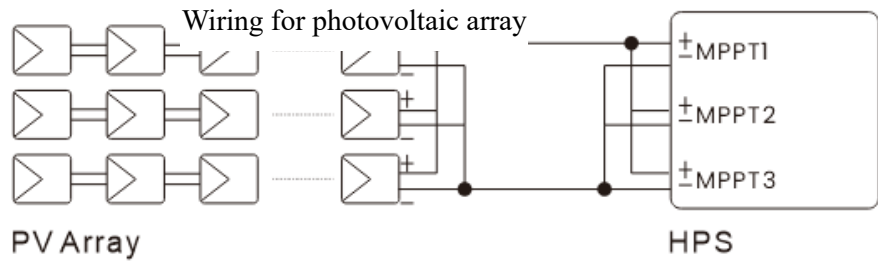 Wiring for photovoltaic array
± MPPT1
− + −
± MPPT2
− + −
± MPPT3
PV Array
HPS